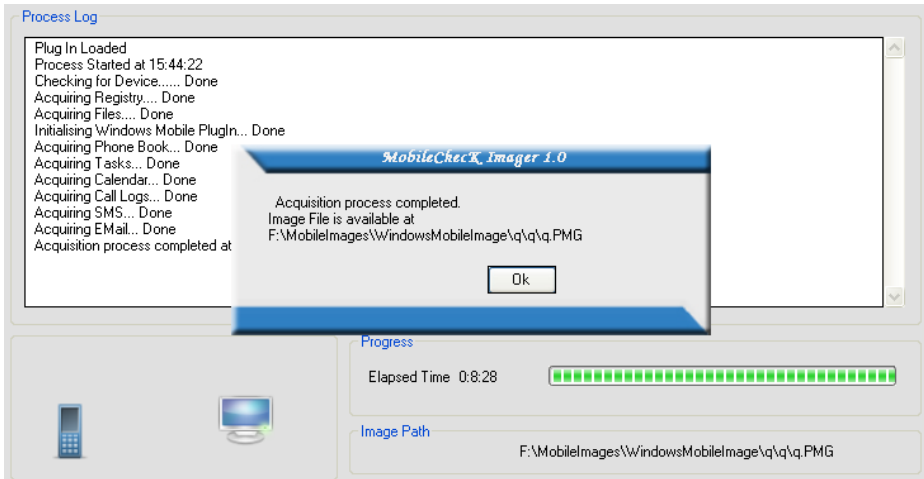 Process Log
Plug In Loaded
Process Started at 15:44:22
Checking for Device...... Done
Acquiring Registry.... Done
Acquiring Files.... Done
Initialising Windows Mobile PlugIn... Done
Acquiring Phone Book... Done
Acquiring Tasks... Done
Acquiring Calendar... Done
Acquiring Call Logs... Done
Acquiring SMS... Done
Acquiring EMail... Done
Acquisition process completed at
MobileChecK Imager 1.0
Acquisition process completed.
Image File is available at
F:\MobileImages\WindowsMobileImage\q\q\q.PMG
Ok
Progress
Elapsed Time 0:8:28
Image Path
F:\MobileImages\WindowsMobileImage\q\q\q.PMG